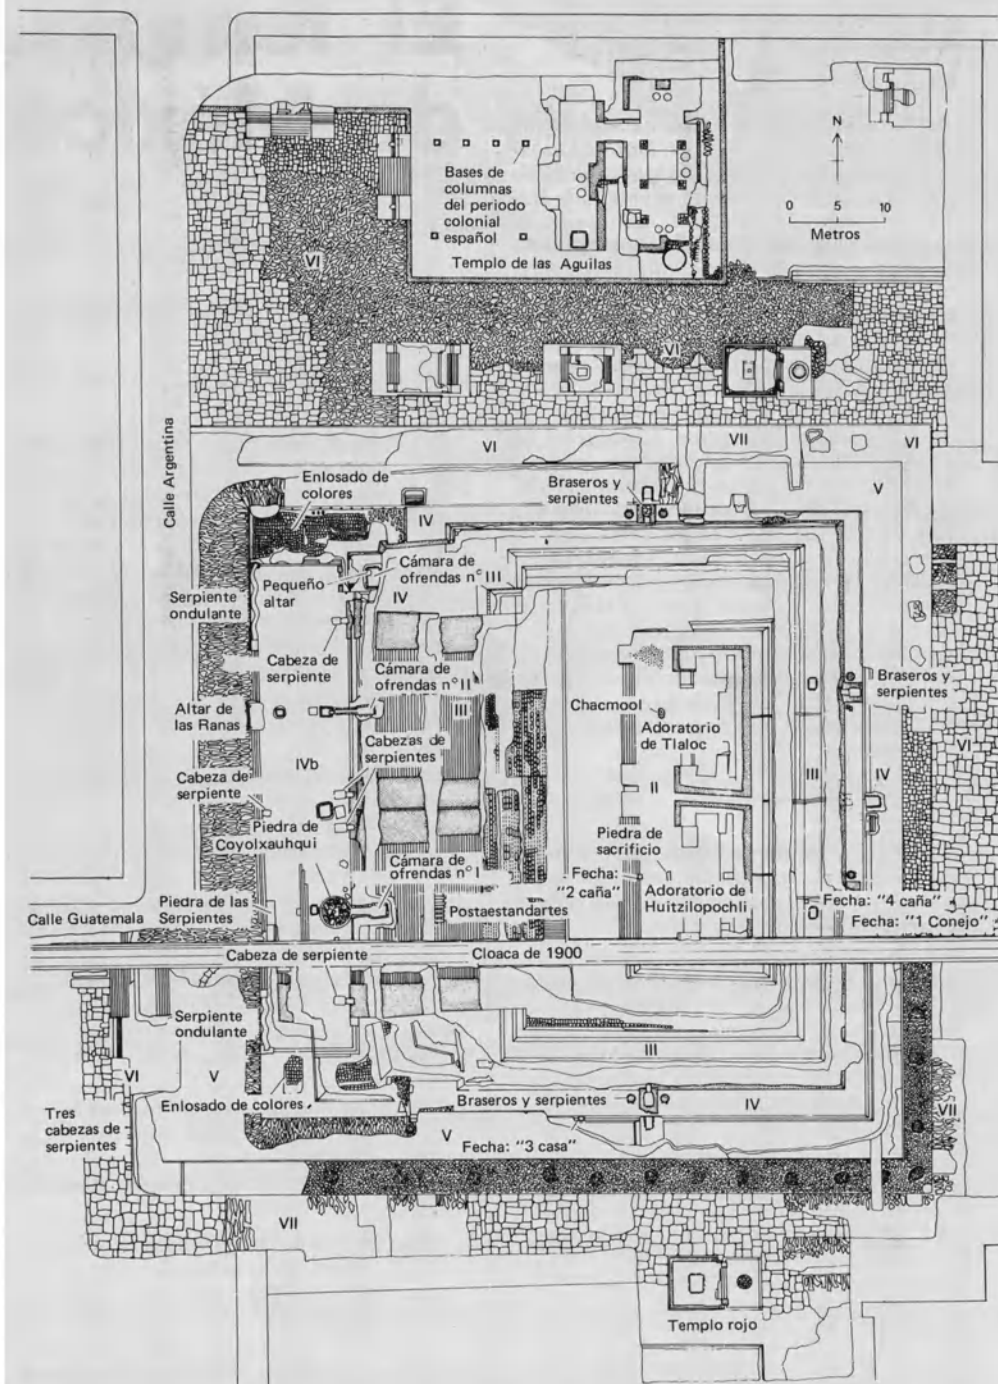 Bases de
columnas
del periodo
colonial
español
Templo de las Aguilas
N
0 5 10
Metros
VI
VI
Calle Argentina
VI
VII
VI
Enlosado de
colores
Braseros y
serpientes
V
IV
Cámara de
ofrendas n° III
Pequeño
altar
IV
Serpiente
ondulante
Cabeza de
serpiente
Cámara de
ofrendas n° II
III
Braseros y
serpientes
Altar de
las Ranas
Chacmool
Adoratorio
de Tlaloc
Cabezas de
serpientes
VI
IVb
Cabeza de
serpiente
II
III
IV
Piedra de
Coyolxauhqui
Piedra de
sacrificio
Cámara de
ofrendas n° I
Fecha:
"2 caña"
Adoratorio de
Huitzilopochli
Piedra de las
Serpientes
Postaestandartes
Fecha: "4 caña"
Calle Guatemala
Fecha: "1 Conejo"
Cabeza de serpiente
Cloaca de 1900
Serpiente
ondulante
III
VI
V
Enlosado de colores
Braseros y serpientes
IV
VII
Tres
cabezas de
serpientes
V
Fecha: "3 casa"
VII
Templo rojo